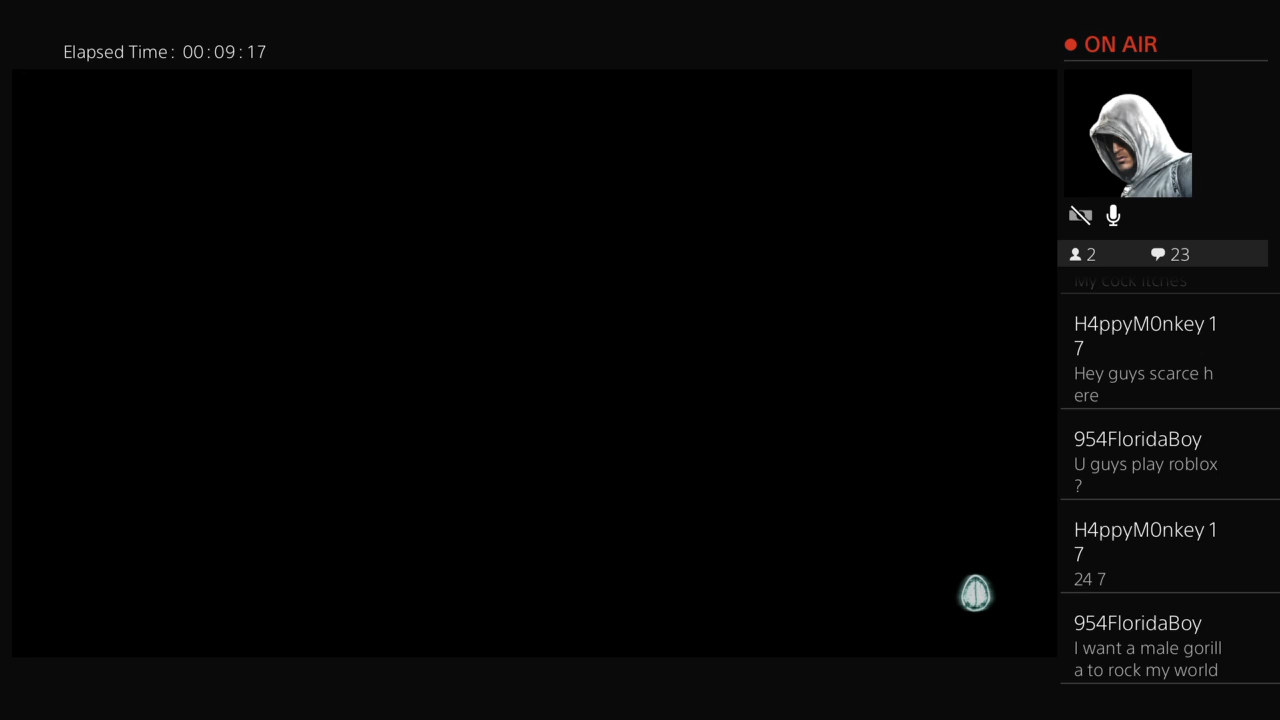 Elapsed Time: 00:09:17
ON AIR
2
23
My cock itches
H4ppyM0nkey1
7
Hey guys scarce h
ere
954FloridaBoy
U guys play roblox
?
H4ppyM0nkey1
7
24 7
954FloridaBoy
I want a male gorill
a to rock my world